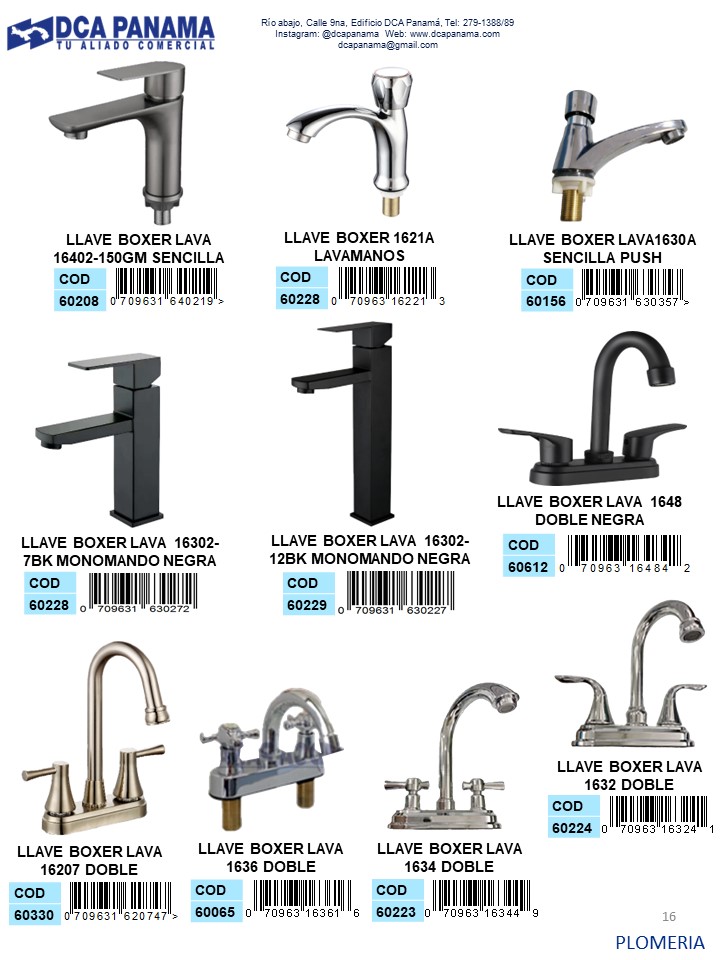 DCA PANAMA
TU ALIADO COMERCIAL
Río abajo, Calle 9na, Edificio DCA Panamá, Tel: 279-1388/89
Instagram: @dcapanama Web: www.dcapanama.com
dcapanama@gmail.com
LLAVE BOXER LAVA
16402-150GM SENCILLA
COD
60208
0 709631 640219 >
LLAVE BOXER 1621A
LAVAMANOS
COD
60228
0 70963 16221 3
LLAVE BOXER LAVA1630A
SENCILLA PUSH
COD
60156
0 709631 630357 >
LLAVE BOXER LAVA 16302-
7BK MONOMANDO NEGRA
COD
60228
0 709631 630272
LLAVE BOXER LAVA 16302-
12BK MONOMANDO NEGRA
COD
60229
0 709631 630227
LLAVE BOXER LAVA 1648
DOBLE NEGRA
COD
60612
0 70963 16484 2
LLAVE BOXER LAVA
16207 DOBLE
COD
60330
0 709631 620747 >
LLAVE BOXER LAVA
1636 DOBLE
COD
60065
0 70963 16361 6
LLAVE BOXER LAVA
1634 DOBLE
COD
60223
0 70963 16344 9
LLAVE BOXER LAVA
1632 DOBLE
COD
60224
0 70963 16324 1
16
PLOMERIA